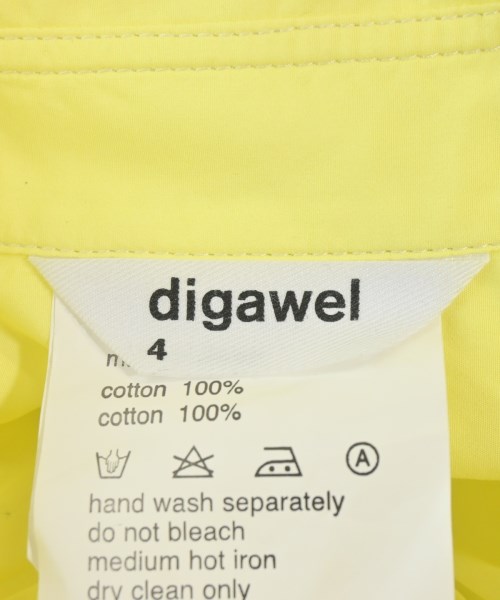 digawel
4
cotton 100%
cotton 100%
A
hand wash separately
do not bleach
medium hot iron
dry clean only